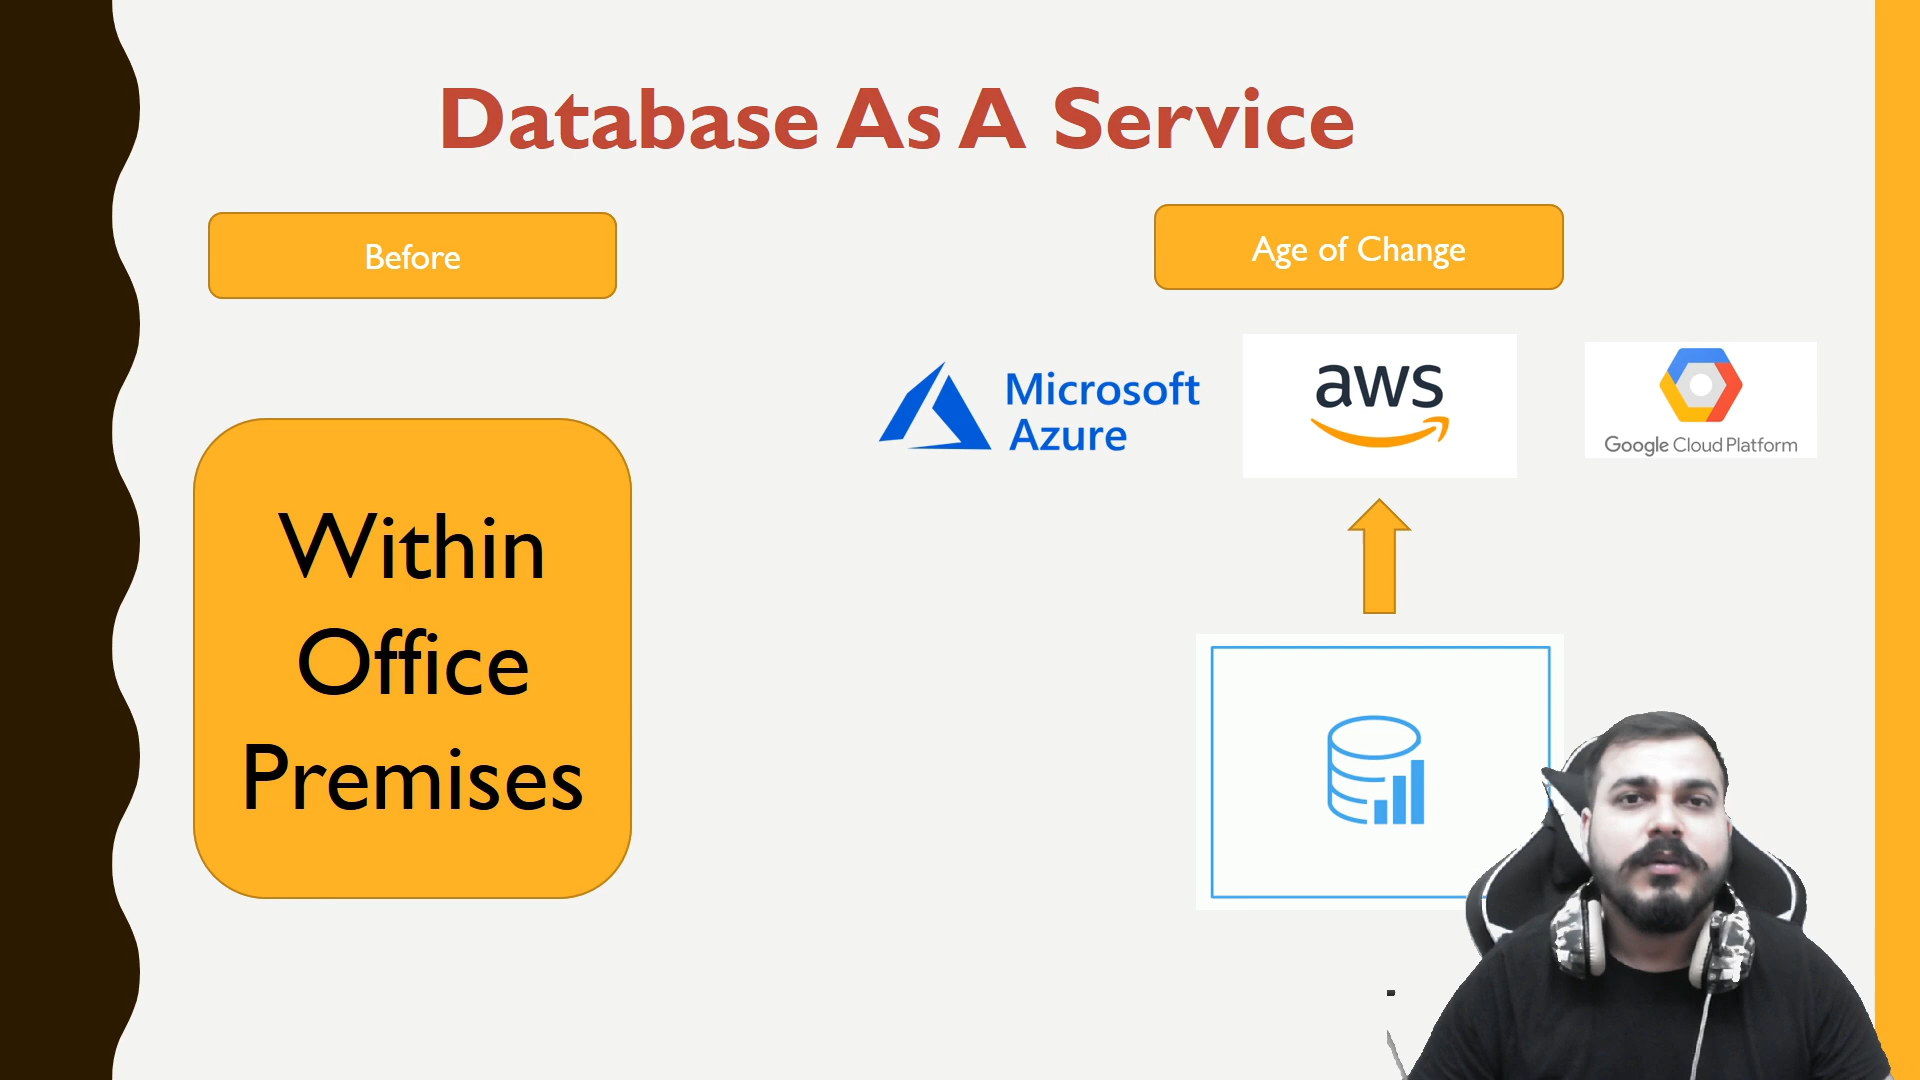 Database As A Service
Before
Age of Change
Microsoft
Azure
aws
Google Cloud Platform
Within
Office
Premises